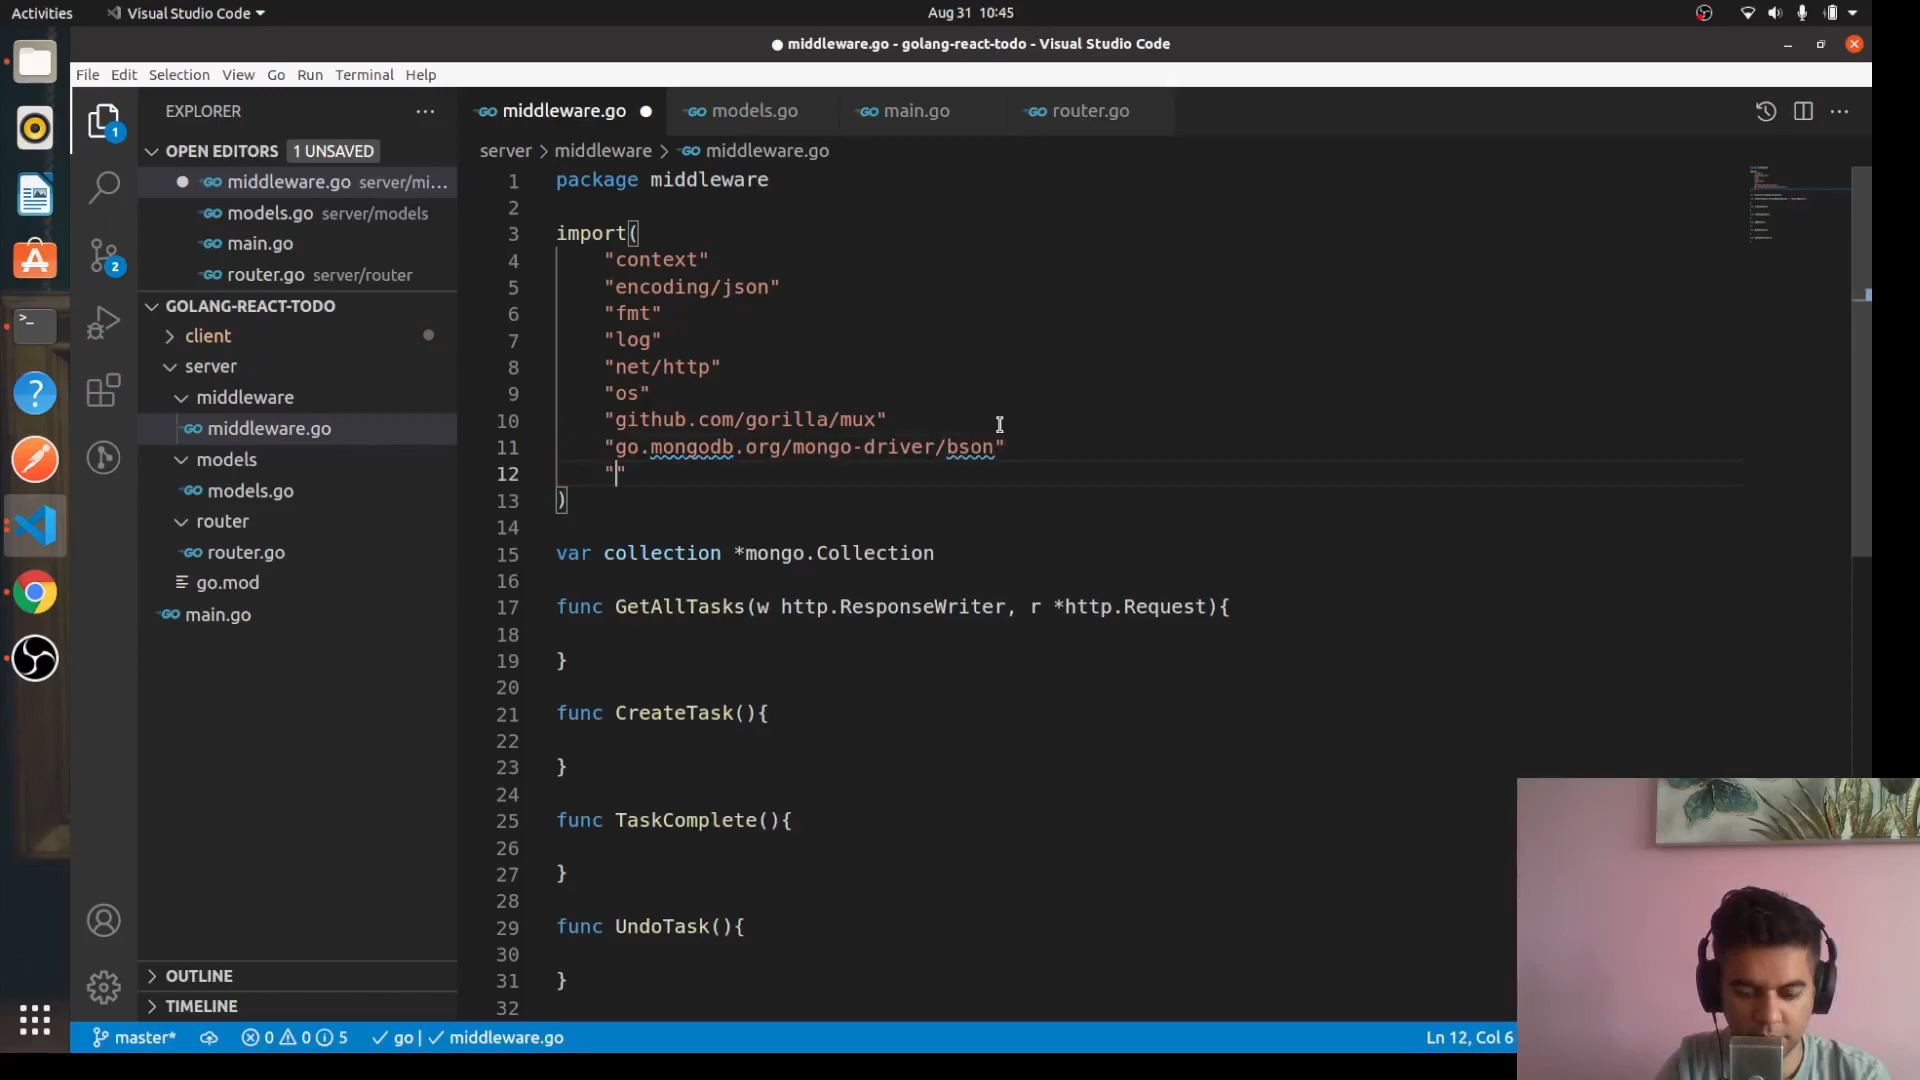 Activities
Visual Studio Code
Aug 31 10:45
middleware.go - golang-react-todo - Visual Studio Code
File Edit Selection View Go Run Terminal Help
EXPLORER
OPEN EDITORS 1 UNSAVED
middleware.go server/mi...
models.go server/models
main.go
router.go server/router
GOLANG-REACT-TODO
client
server
middleware
middleware.go
models
models.go
router
router.go
go.mod
main.go
OUTLINE
TIMELINE
1
2
middleware.go models.go main.go router.go
server > middleware > middleware.go
1 package middleware
2
3 import(
4 "context"
5 "encoding/json"
6 "fmt"
7 "log"
8 "net/http"
9 "os"
10 "github.com/gorilla/mux"
11 "go.mongodb.org/mongo-driver/bson"
12 ""
13 )
14
15 var collection *mongo.Collection
16
17 func GetAllTasks(w http.ResponseWriter, r *http.Request){
18
19 }
20
21 func CreateTask(){
22
23 }
24
25 func TaskComplete(){
26
27 }
28
29 func UndoTask(){
30
31 }
32
master* 0 0 5 go | middleware.go
Ln 12, Col 6